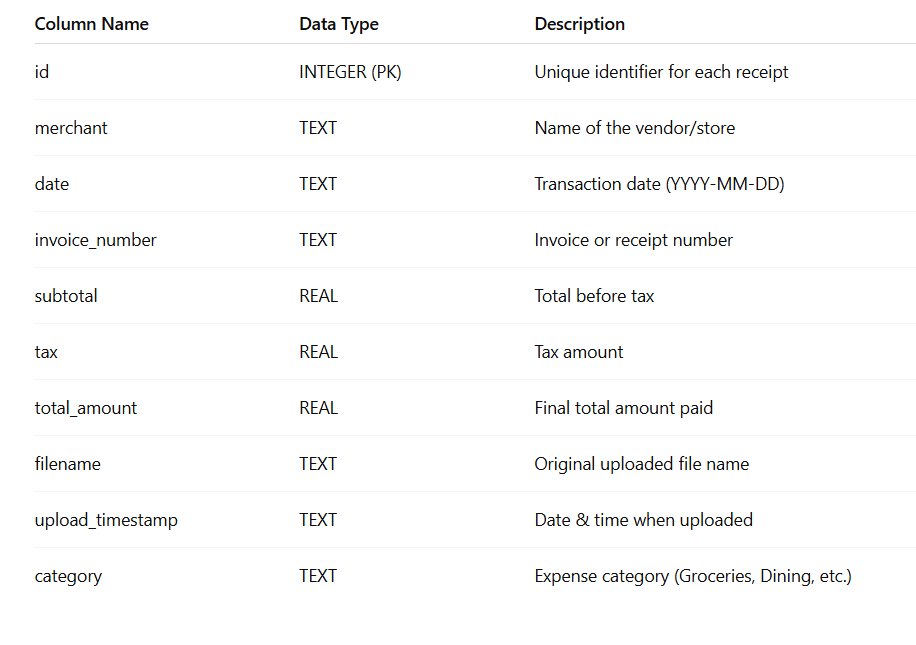 Column Name Data Type Description
id INTEGER (PK) Unique identifier for each receipt
merchant TEXT Name of the vendor/store
date TEXT Transaction date (YYYY-MM-DD)
invoice_number TEXT Invoice or receipt number
subtotal REAL Total before tax
tax REAL Tax amount
total_amount REAL Final total amount paid
filename TEXT Original uploaded file name
upload_timestamp TEXT Date & time when uploaded
category TEXT Expense category (Groceries, Dining, etc.)